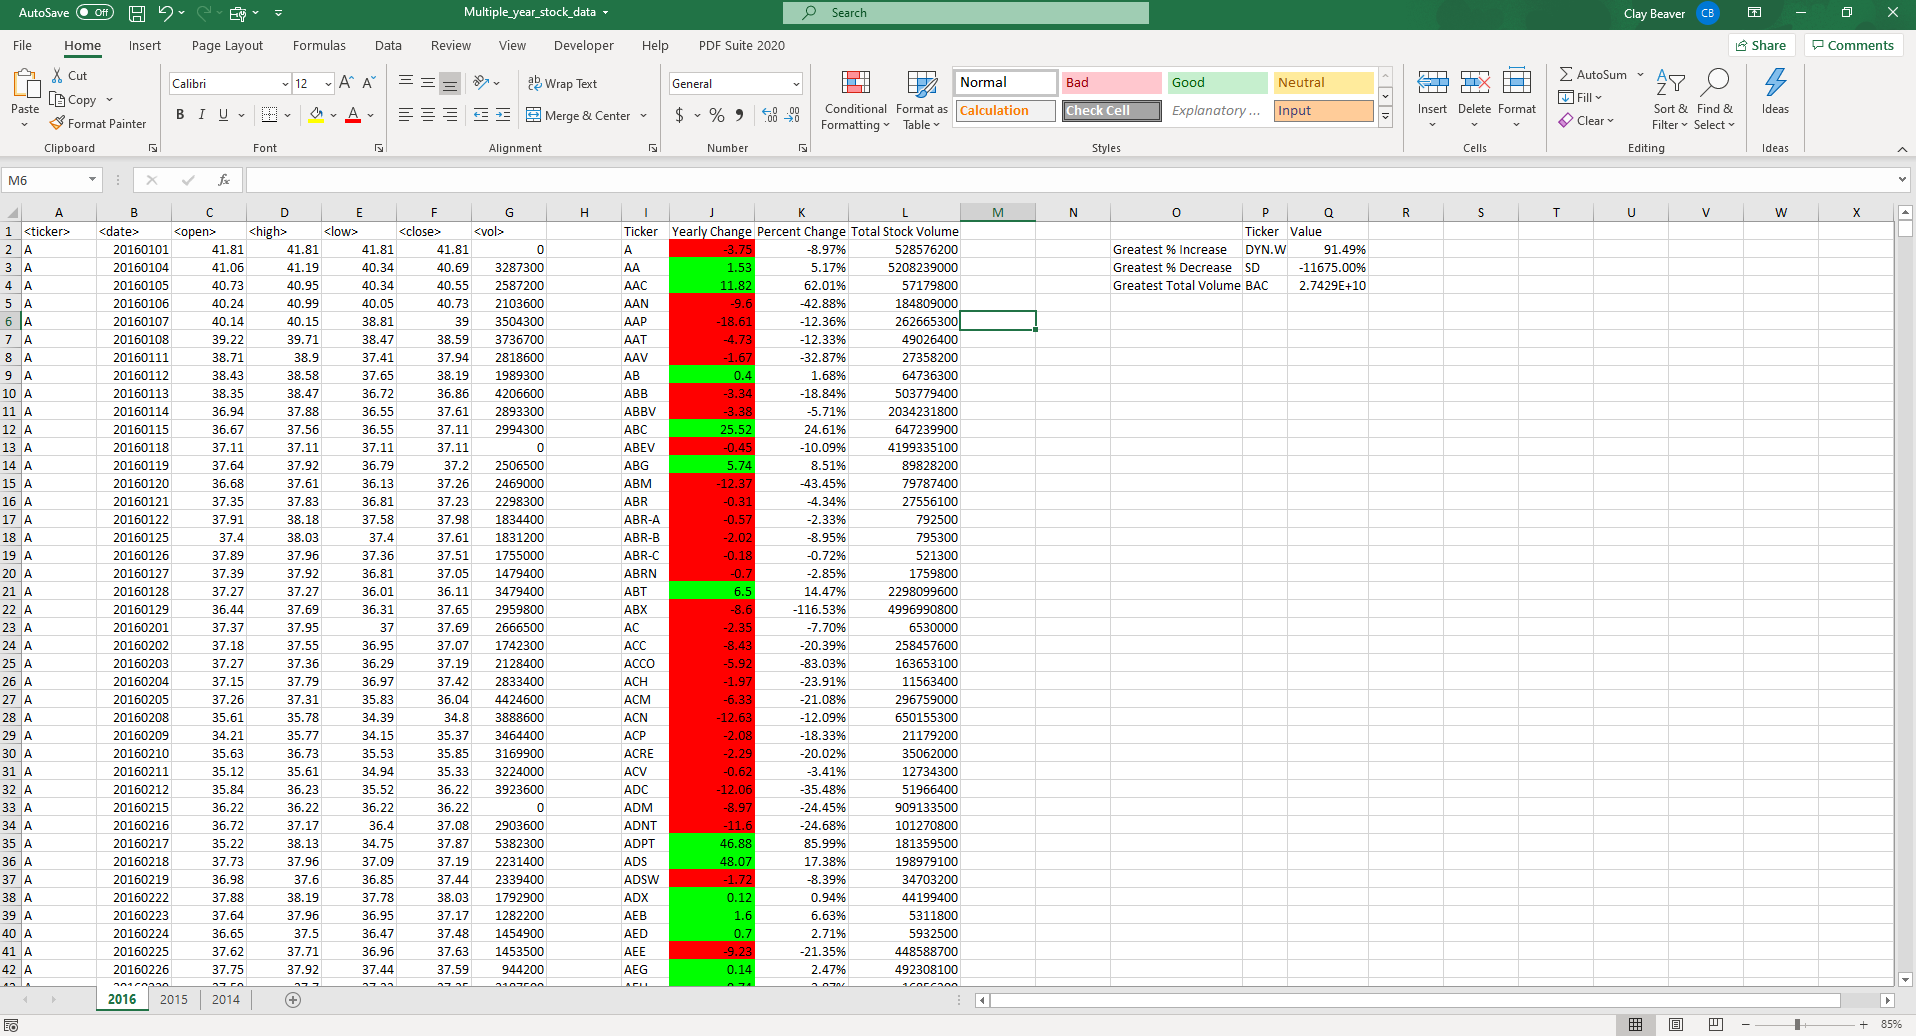 AutoSave Off Multiple_year_stock_data Search Clay Beaver CB
File Home Insert Page Layout Formulas Data Review View Developer Help PDF Suite 2020 Share Comments
Paste Cut Copy Format Painter
Calibri 12 B I U
ab Wrap Text Merge & Center
General $ % 9
Conditional Formatting Format as Table
Normal Bad Good Neutral
Calculation Check Cell Explanatory ... Input
Insert Delete Format
AutoSum Fill Clear Sort & Filter Find & Select Ideas
Clipboard Font Alignment Number Styles Cells Editing Ideas
M6 fx
A B C D E F G H I J K L M N O P Q R S T U V W X
1 <ticker> <date> <open> <high> <low> <close> <vol> Ticker Yearly Change Percent Change Total Stock Volume Ticker Value
2 A 20160101 41.81 41.81 41.81 41.81 0 A -3.75 -8.97% 528576200 Greatest % Increase DYN.W 91.49%
3 A 20160104 41.06 41.19 40.34 40.69 3287300 AA 1.53 5.17% 5208239000 Greatest % Decrease SD -11675.00%
4 A 20160105 40.73 40.95 40.34 40.55 2587200 AAC 11.82 62.01% 57179800 Greatest Total Volume BAC 2.7429E+10
5 A 20160106 40.24 40.99 40.05 40.73 2103600 AAN -9.6 -42.88% 184809000
6 A 20160107 40.14 40.15 38.81 39 3504300 AAP -18.61 -12.36% 262665300
7 A 20160108 39.22 39.71 38.47 38.59 3736700 AAT -4.73 -12.33% 49026400
8 A 20160111 38.71 38.9 37.41 37.94 2818600 AAV -1.67 -32.87% 27358200
9 A 20160112 38.43 38.58 37.65 38.19 1989300 AB 0.4 1.68% 64736300
10 A 20160113 38.35 38.47 36.72 36.86 4206600 ABB -3.34 -18.84% 503779400
11 A 20160114 36.94 37.88 36.55 37.61 2893300 ABBV -3.38 -5.71% 2034231800
12 A 20160115 36.67 37.56 36.55 37.11 2994300 ABC 25.52 24.61% 647239900
13 A 20160118 37.11 37.11 37.11 37.11 0 ABEV -0.45 -10.09% 4199335100
14 A 20160119 37.64 37.92 36.79 37.2 2506500 ABG 5.74 8.51% 89828200
15 A 20160120 36.68 37.61 36.13 37.26 2469000 ABM -12.37 -43.45% 79787400
16 A 20160121 37.35 37.83 36.81 37.23 2298300 ABR -0.31 -4.34% 27556100
17 A 20160122 37.91 38.18 37.58 37.98 1834400 ABR-A -0.57 -2.33% 792500
18 A 20160125 37.4 38.03 37.4 37.61 1831200 ABR-B -2.02 -8.95% 795300
19 A 20160126 37.89 37.96 37.36 37.51 1755000 ABR-C -0.18 -0.72% 521300
20 A 20160127 37.39 37.92 36.81 37.05 1479400 ABRN -0.7 -2.85% 1759800
21 A 20160128 37.27 37.27 36.01 36.11 3479400 ABT 6.5 14.47% 2298099600
22 A 20160129 36.44 37.69 36.31 37.65 2959800 ABX -8.6 -116.53% 4996990800
23 A 20160201 37.37 37.95 37 37.69 2666500 AC -2.35 -7.70% 6530000
24 A 20160202 37.18 37.55 36.95 37.07 1742300 ACC -8.43 -20.39% 258457600
25 A 20160203 37.27 37.36 36.29 37.19 2128400 ACCO -5.92 -83.03% 163653100
26 A 20160204 37.15 37.79 36.97 37.42 2833400 ACH -1.97 -23.91% 11563400
27 A 20160205 37.26 37.31 35.83 36.04 4424600 ACM -6.33 -21.08% 296759000
28 A 20160208 35.61 35.78 34.39 34.8 3888600 ACN -12.63 -12.09% 650155300
29 A 20160209 34.21 35.77 34.15 35.37 3464400 ACP -2.08 -18.33% 21179200
30 A 20160210 35.63 36.73 35.53 35.85 3169900 ACRE -2.29 -20.02% 35062000
31 A 20160211 35.12 35.61 34.94 35.33 3224000 ACV -0.62 -3.41% 12734300
32 A 20160212 35.84 36.23 35.52 36.22 3923600 ADC -12.06 -35.48% 51966400
33 A 20160215 36.22 36.22 36.22 36.22 0 ADM -8.97 -24.45% 909133500
34 A 20160216 36.72 37.17 36.4 37.08 2903600 ADNT -11.6 -24.68% 101270800
35 A 20160217 35.22 38.13 34.75 37.87 5382300 ADPT 46.88 85.99% 181359500
36 A 20160218 37.73 37.96 37.09 37.19 2231400 ADS 48.07 17.38% 198979100
37 A 20160219 36.98 37.6 36.85 37.44 2339400 ADSW -1.72 -8.39% 34703200
38 A 20160222 37.88 38.19 37.78 38.03 1792900 ADX 0.12 0.94% 44199400
39 A 20160223 37.64 37.96 36.95 37.17 1282200 AEB 1.6 6.63% 5311800
40 A 20160224 36.65 37.5 36.47 37.48 1454900 AED 0.7 2.71% 5932500
41 A 20160225 37.62 37.71 36.96 37.63 1453500 AEE -9.23 -21.35% 448588700
42 A 20160226 37.75 37.92 37.44 37.59 944200 AEG 0.14 2.47% 492308100
2016 2015 2014
85%